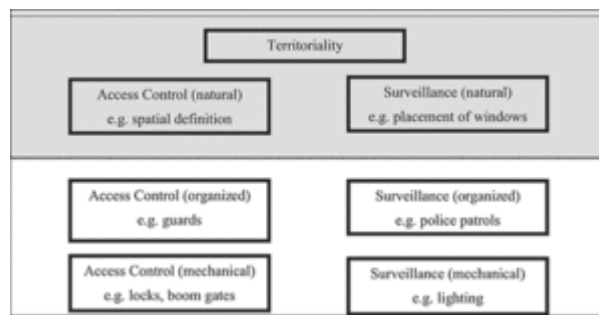 Territoriality
Access Control (natural)
e.g. spatial definition
Surveillance (natural)
e.g. placement of windows
Access Control (organized)
e.g. guards
Surveillance (organized)
e.g. police patrols
Access Control (mechanical)
e.g. locks, boom gates
Surveillance (mechanical)
e.g. lighting